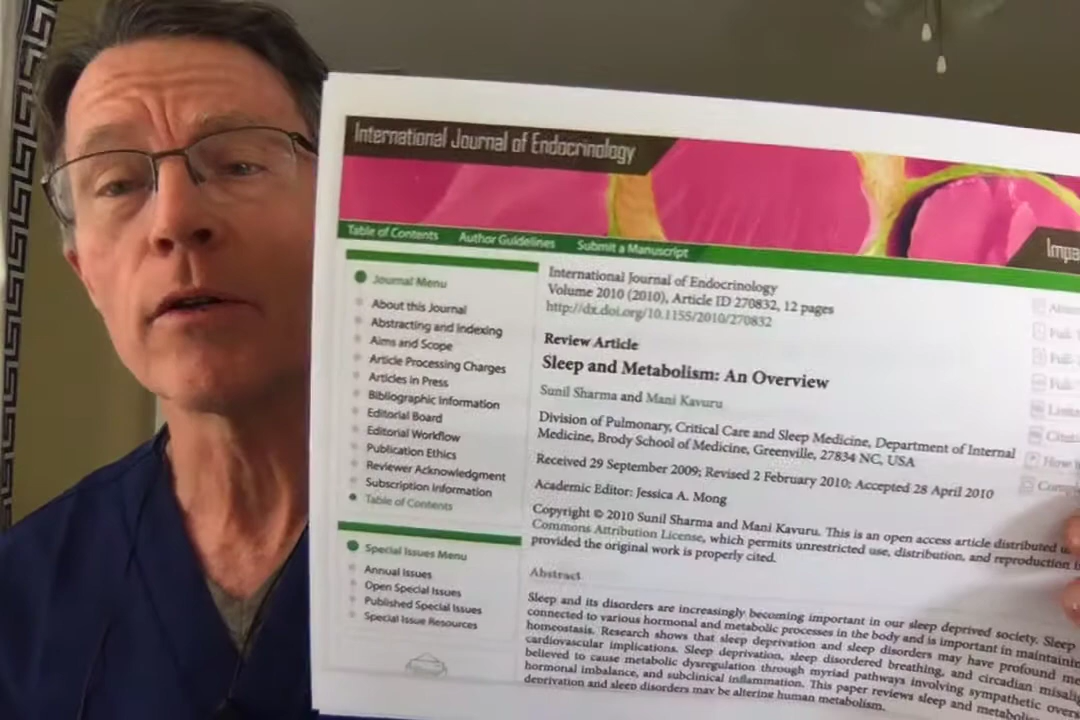 International Journal of Endocrinology
Impa
Table of Contents Author Guidelines Submit a Manuscript
Journal Menu
About this Journal
Abstracting and Indexing
Aims and Scope
Article Processing Charges
Articles in Press
Bibliographic Information
Editorial Board
Editorial Workflow
Publication Ethics
Reviewer Acknowledgment
Subscription Information
Table of Contents
Special Issues Menu
Annual Issues
Open Special Issues
Published Special Issues
Special Issue Resources
International Journal of Endocrinology
Volume 2010 (2010), Article ID 270832, 12 pages
http://dx.doi.org/10.1155/2010/270832
Review Article
Sleep and Metabolism: An Overview
Sunil Sharma and Mani Kavuru
Division of Pulmonary, Critical Care and Sleep Medicine, Department of Internal
Medicine, Brody School of Medicine, Greenville, 27834 NC, USA
Received 29 September 2009; Revised 2 February 2010; Accepted 28 April 2010
Academic Editor: Jessica A. Mong
Copyright © 2010 Sunil Sharma and Mani Kavuru. This is an open access article distributed
Commons Attribution License, which permits unrestricted use, distribution, and reproduction
provided the original work is properly cited.
Abstract
Sleep and its disorders are increasingly becoming important in our sleep deprived society. Sleep
connected to various hormonal and metabolic processes in the body and is important in maintaining
homeostasis. Research shows that sleep deprivation and sleep disorders may have profound me
cardiovascular implications. Sleep deprivation, sleep disordered breathing, and circadian misali
believed to cause metabolic dysregulation through myriad pathways involving sympathetic overs
hormonal imbalance, and subclinical inflammation. This paper reviews sleep and metabolis
deprivation and sleep disorders may be altering human metabolism.